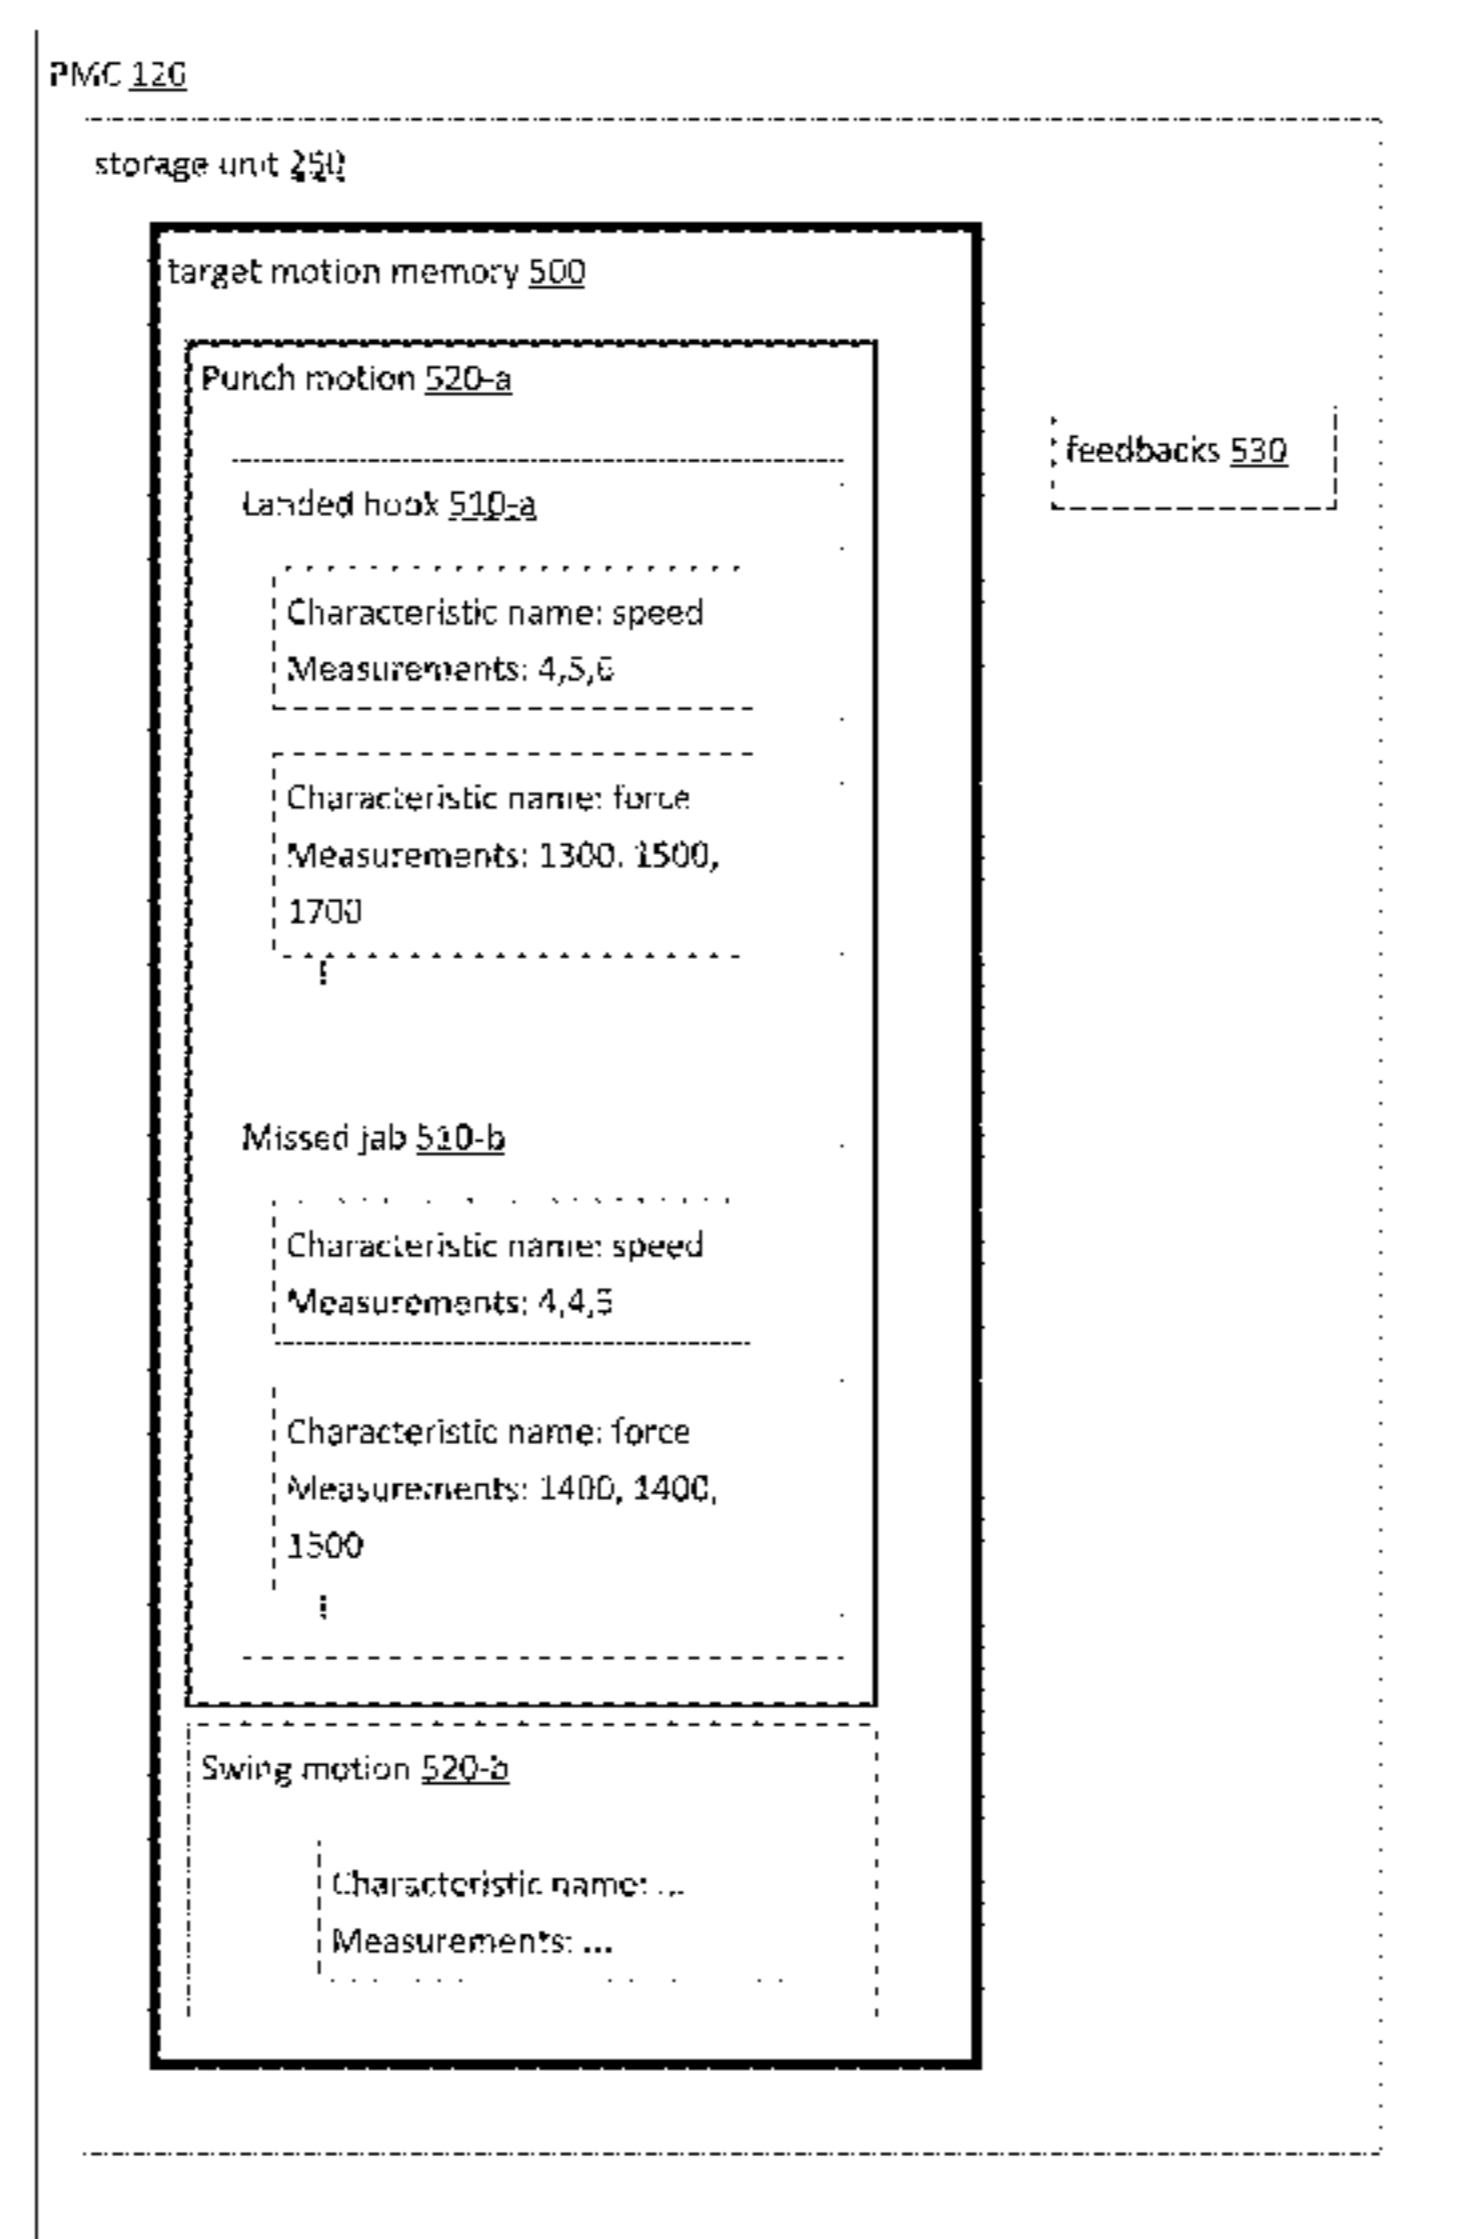 PMC 120
storage unit 250
target motion memory 500
Punch motion 520-a
Landed hook 510-a
Characteristic name: speed
Measurements: 4,5,6
Characteristic name: force
Measurements: 1300, 1500,
1700
Missed jab 510-b
Characteristic name: speed
Measurements: 4,4,5
Characteristic name: force
Measurements: 1400, 1400,
1500
Swing motion 520-b
Characteristic name: ...
Measurements: ...
feedbacks 530